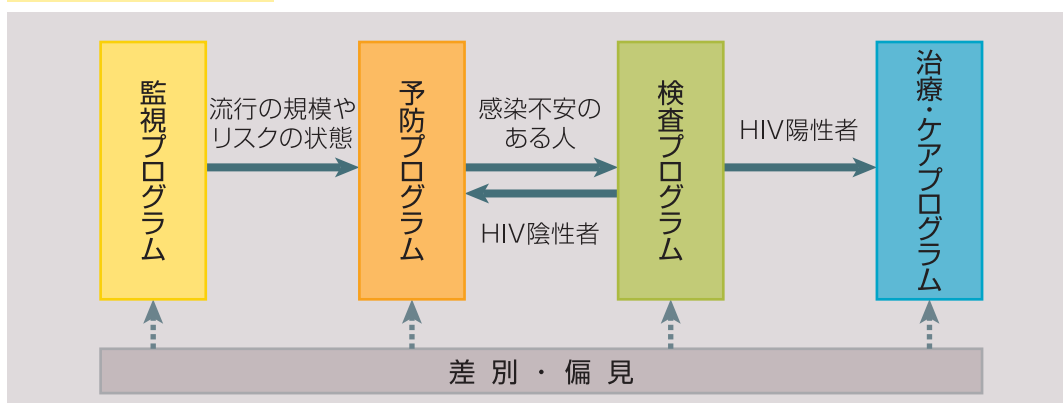 監視プログラム
流行の規模や
リスクの状態
予防プログラム
感染不安の
ある人
HIV陰性者
検査プログラム
HIV陽性者
治療・ケアプログラム
差別・偏見